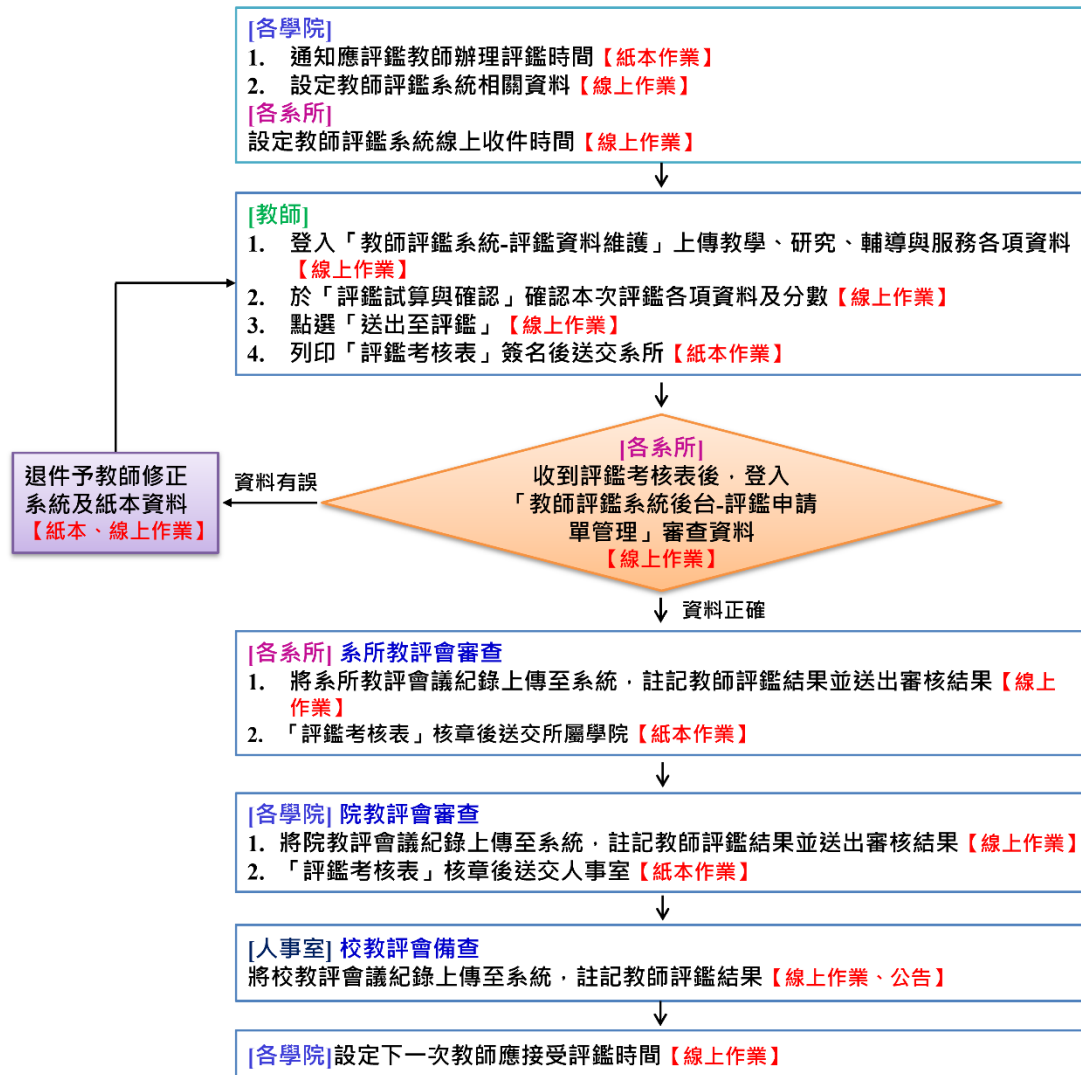 [各學院]
1. 通知應評鑑教師辦理評鑑時間【紙本作業】
2. 設定教師評鑑系統相關資料【線上作業】
[各系所]
設定教師評鑑系統線上收件時間【線上作業】
[教師]
1. 登入「教師評鑑系統-評鑑資料維護」上傳教學、研究、輔導與服務各項資料
【線上作業】
2. 於「評鑑試算與確認」確認本次評鑑各項資料及分數【線上作業】
3. 點選「送出至評鑑」【線上作業】
4. 列印「評鑑考核表」簽名後送交系所【紙本作業】
[各系所]
收到評鑑考核表後，登入
「教師評鑑系統後台-評鑑申請
單管理」審查資料
【線上作業】
資料有誤
退件予教師修正
系統及紙本資料
【紙本、線上作業】
資料正確
[各系所] 系所教評會審查
1. 將系所教評會議紀錄上傳至系統，註記教師評鑑結果並送出審核結果【線上
作業】
2. 「評鑑考核表」核章後送交所屬學院【紙本作業】
[各學院] 院教評會審查
1. 將院教評會議紀錄上傳至系統，註記教師評鑑結果並送出審核結果【線上作業】
2. 「評鑑考核表」核章後送交人事室【紙本作業】
[人事室] 校教評會備查
將校教評會議紀錄上傳至系統，註記教師評鑑結果【線上作業、公告】
[各學院]設定下一次教師應接受評鑑時間【線上作業】